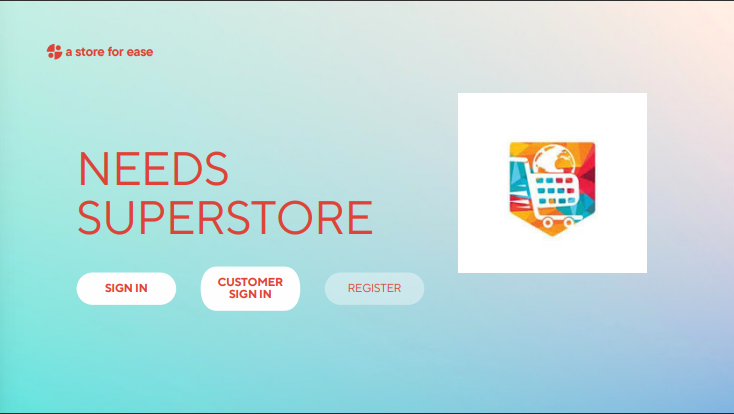 a store for ease
NEEDS
SUPERSTORE
SIGN IN
CUSTOMER
SIGN IN
REGISTER